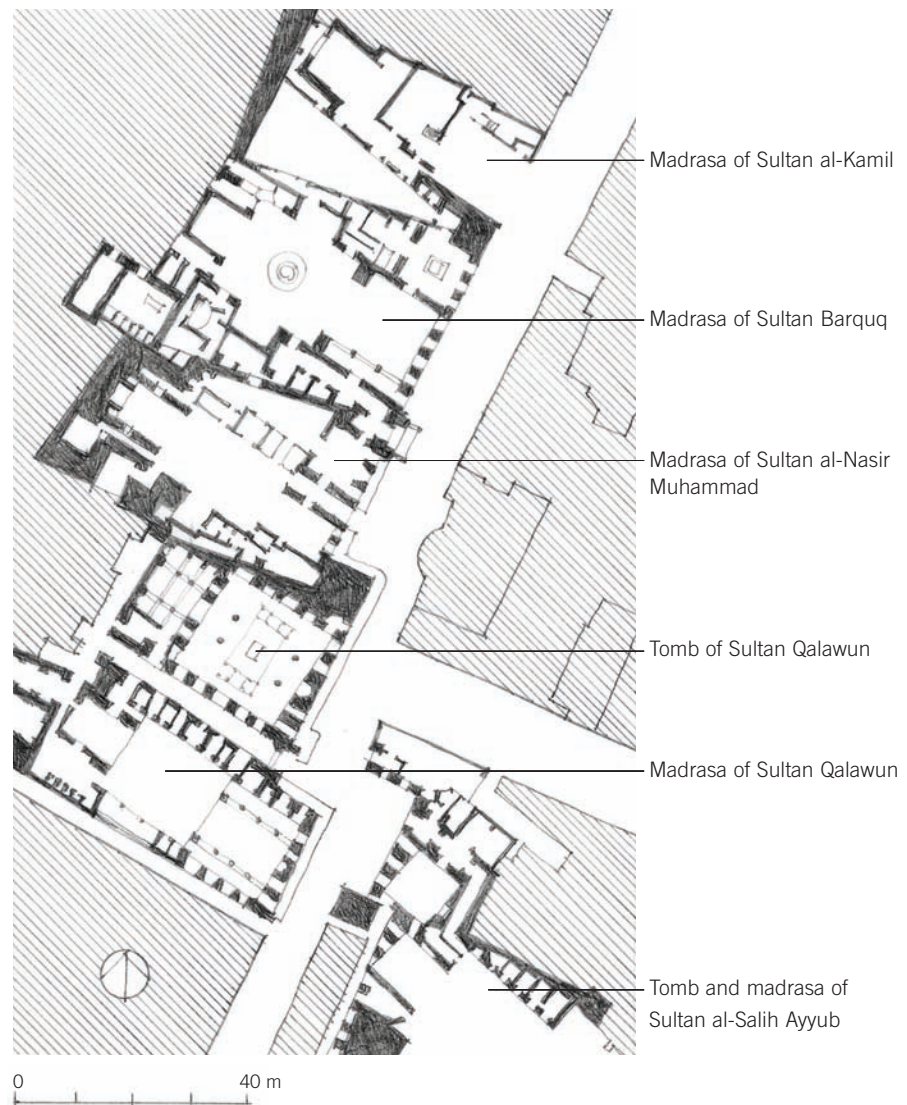 Madrasa of Sultan al-Kamil
Madrasa of Sultan Barquq
Madrasa of Sultan al-Nasir
Muhammad
Tomb of Sultan Qalawun
Madrasa of Sultan Qalawun
Tomb and madrasa of
Sultan al-Salih Ayyub
0 40 m